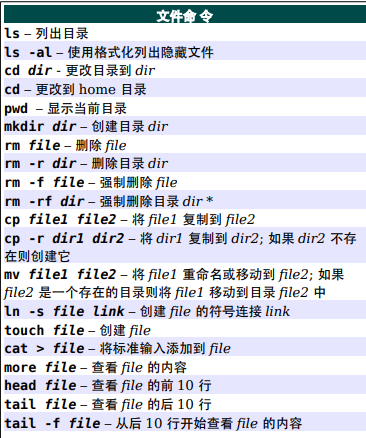 文件命令
ls – 列出目录
ls -al – 使用格式化列出隐藏文件
cd dir - 更改目录到 dir
cd – 更改到 home 目录
pwd – 显示当前目录
mkdir dir – 创建目录 dir
rm file – 删除 file
rm -r dir – 删除目录 dir
rm -f file – 强制删除 file
rm -rf dir – 强制删除目录 dir *
cp file1 file2 – 将 file1 复制到 file2
cp -r dir1 dir2 – 将 dir1 复制到 dir2; 如果 dir2 不存
在则创建它
mv file1 file2 – 将 file1 重命名或移动到 file2; 如果
file2 是一个存在的目录则将 file1 移动到目录 file2 中
ln -s file link – 创建 file 的符号连接 link
touch file – 创建 file
cat > file – 将标准输入添加到 file
more file – 查看 file 的内容
head file – 查看 file 的前 10 行
tail file – 查看 file 的后 10 行
tail -f file – 从后 10 行开始查看 file 的内容